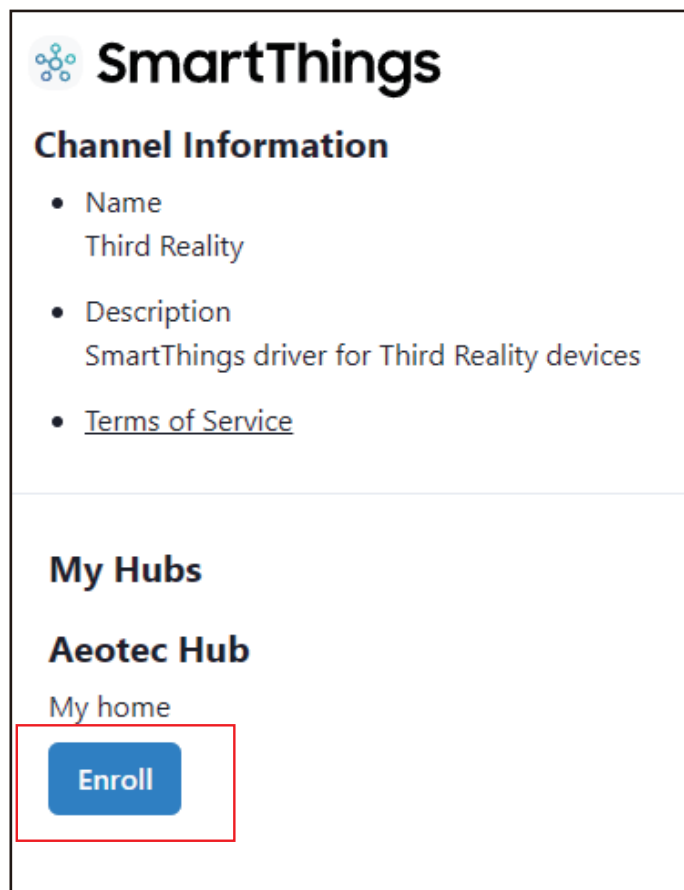 SmartThings
Channel Information
Name
Third Reality
Description
SmartThings driver for Third Reality devices
Terms of Service
My Hubs
Aeotec Hub
My home
Enroll